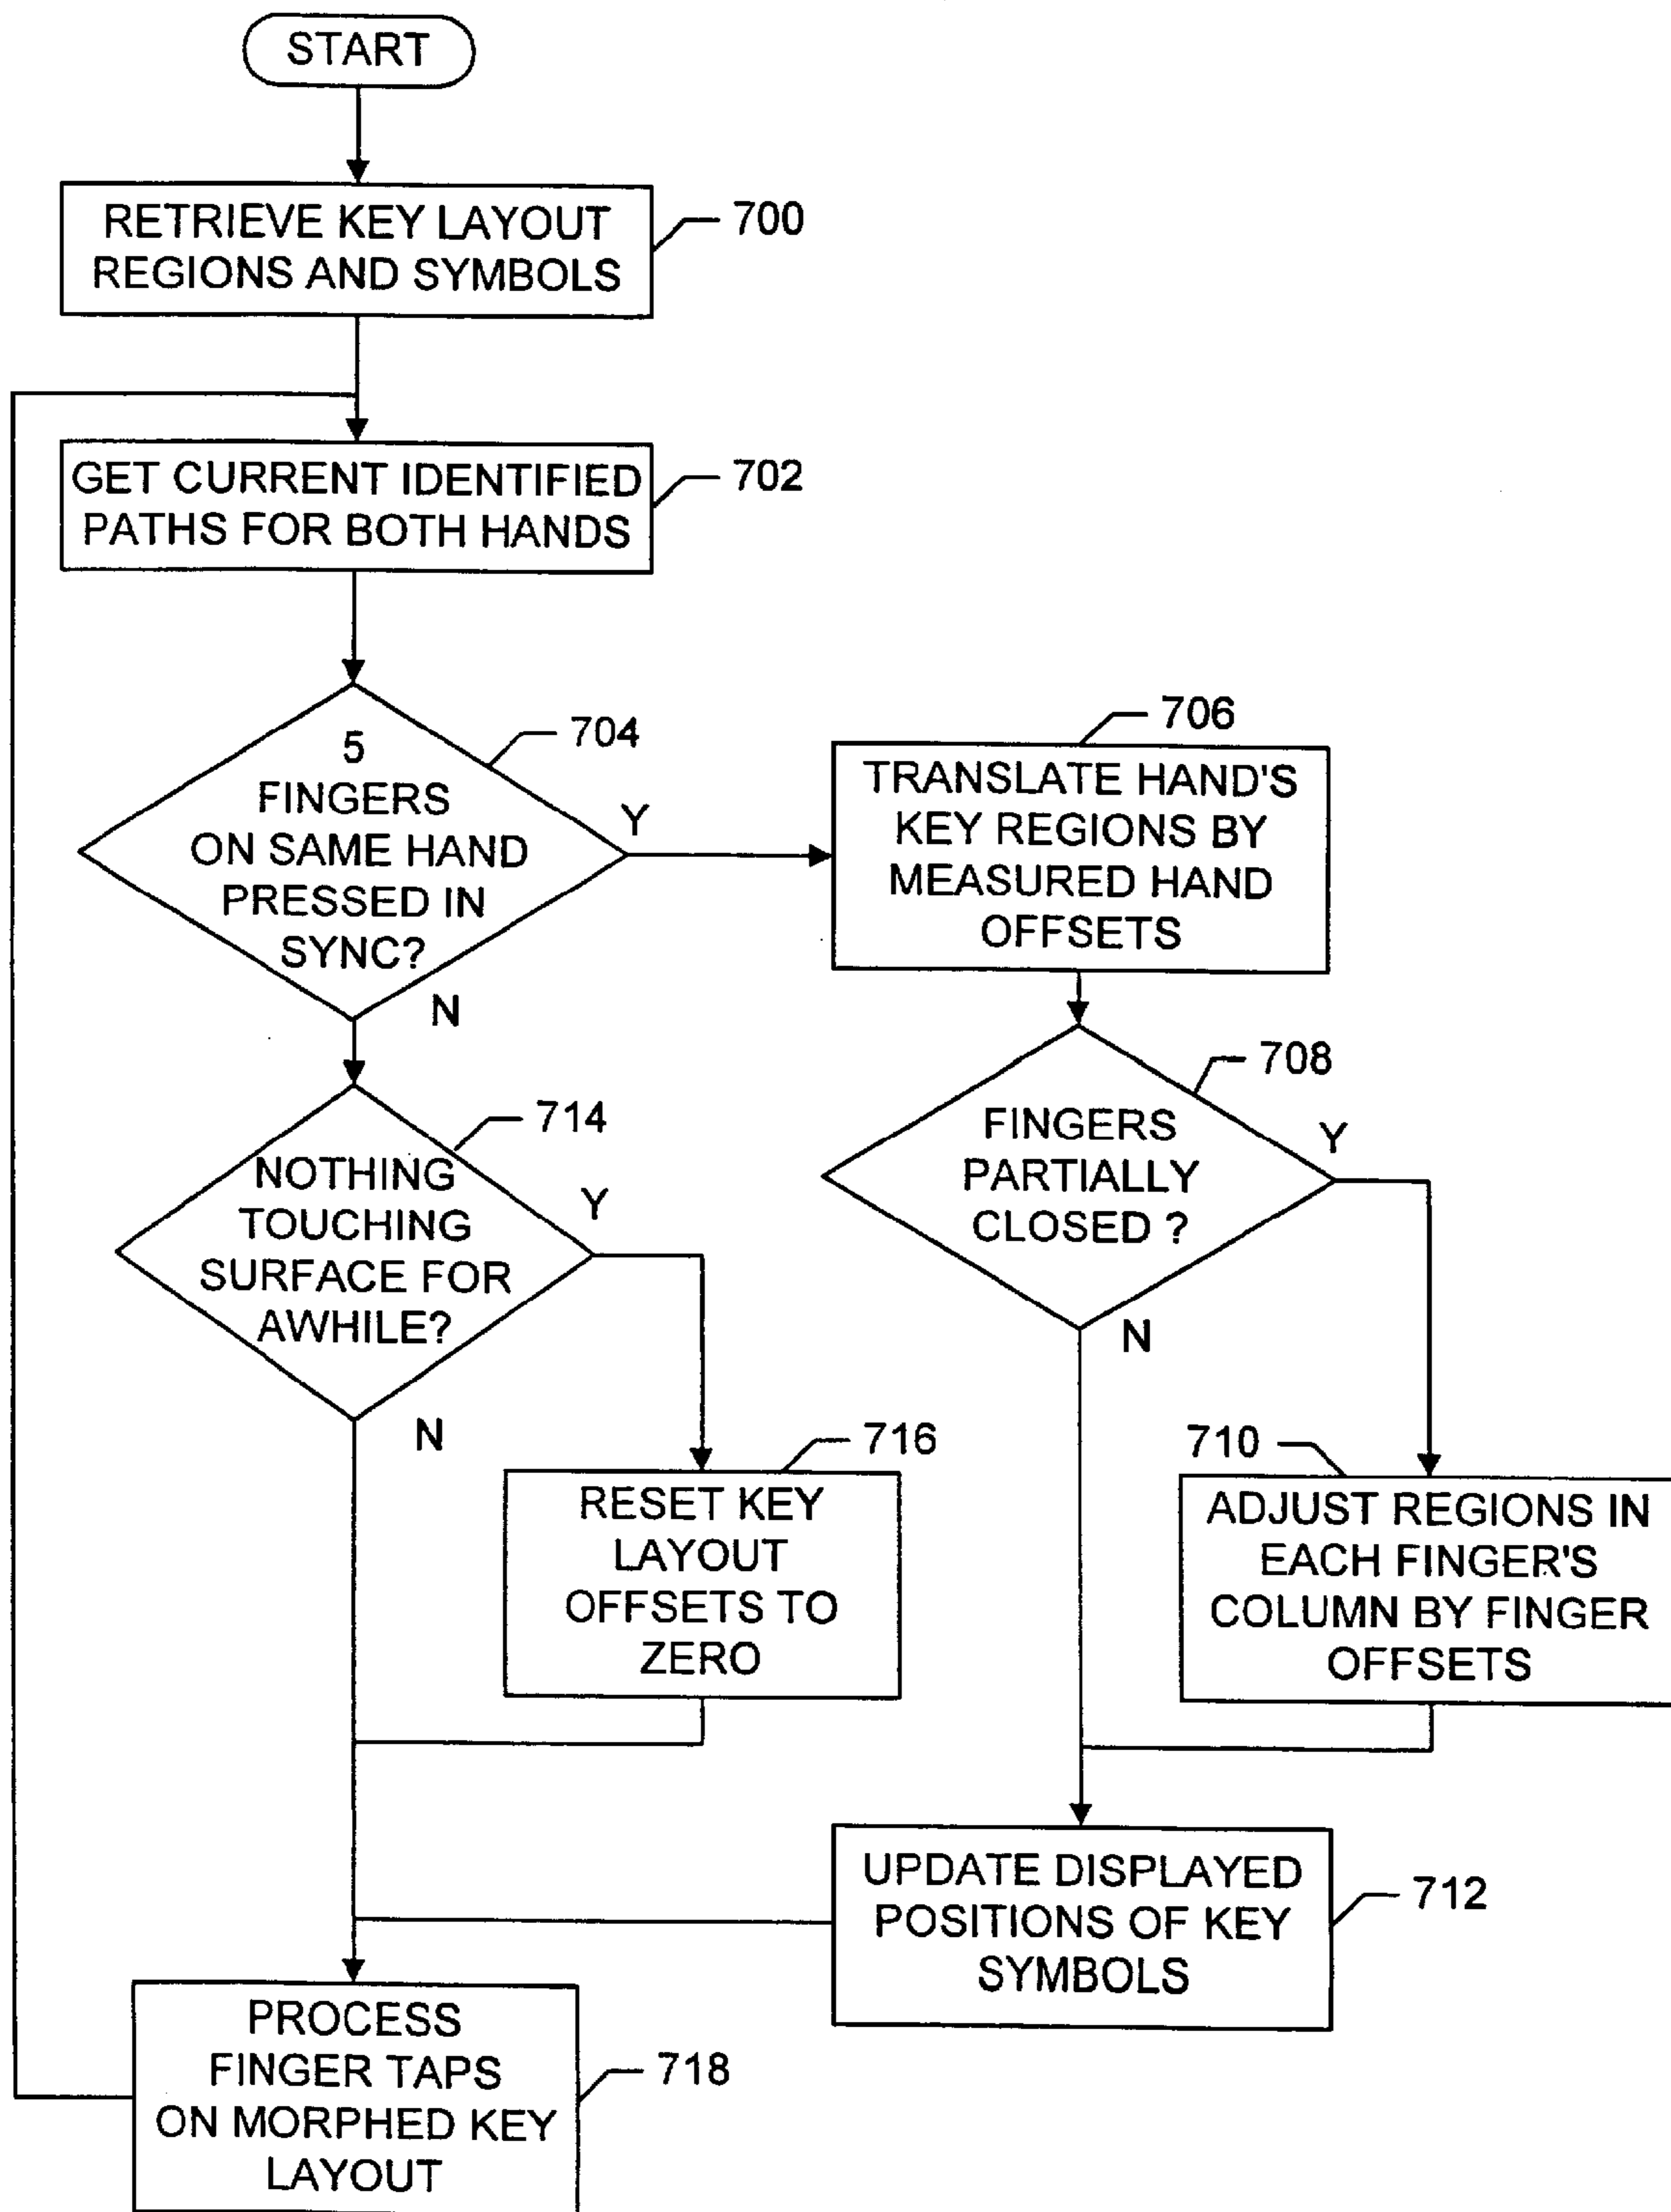 START
RETRIEVE KEY LAYOUT
REGIONS AND SYMBOLS
700
GET CURRENT IDENTIFIED
PATHS FOR BOTH HANDS
702
5
FINGERS
ON SAME HAND
PRESSED IN
SYNC?
704
Y
N
706
TRANSLATE HAND'S
KEY REGIONS BY
MEASURED HAND
OFFSETS
708
FINGERS
PARTIALLY
CLOSED ?
Y
N
714
NOTHING
TOUCHING
SURFACE FOR
AWHILE?
Y
N
716
RESET KEY
LAYOUT
OFFSETS TO
ZERO
710
ADJUST REGIONS IN
EACH FINGER'S
COLUMN BY FINGER
OFFSETS
UPDATE DISPLAYED
POSITIONS OF KEY
SYMBOLS
712
PROCESS
FINGER TAPS
ON MORPHED KEY
LAYOUT
718